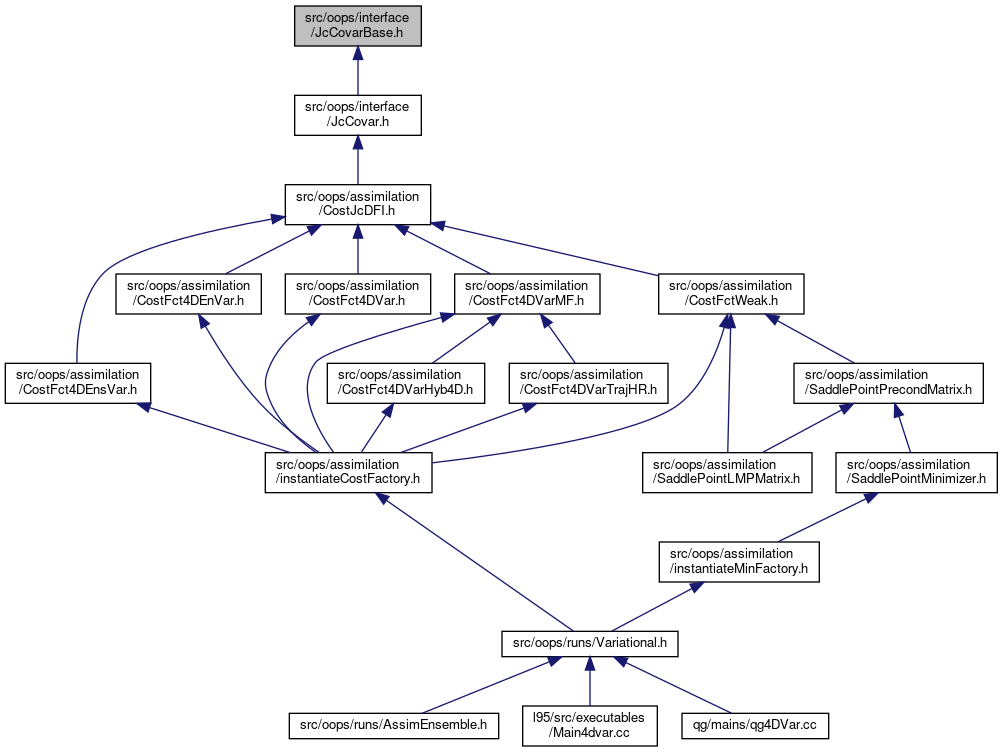 src/oops/interface
/JcCovarBase.h
src/oops/interface
/JcCovar.h
src/oops/assimilation
/CostJcDFI.h
src/oops/assimilation
/CostFct4DEnVar.h
src/oops/assimilation
/CostFct4DVar.h
src/oops/assimilation
/CostFct4DVarMF.h
src/oops/assimilation
/CostFctWeak.h
src/oops/assimilation
/CostFct4DEnsVar.h
src/oops/assimilation
/CostFct4DVarHyb4D.h
src/oops/assimilation
/CostFct4DVarTrajHR.h
src/oops/assimilation
/SaddlePointPrecondMatrix.h
src/oops/assimilation
/instantiateCostFactory.h
src/oops/assimilation
/SaddlePointLMPMatrix.h
src/oops/assimilation
/SaddlePointMinimizer.h
src/oops/assimilation
/instantiateMinFactory.h
src/oops/runs/Variational.h
src/oops/runs/AssimEnsemble.h
l95/src/executables
/Main4dvar.cc
qg/mains/qg4DVar.cc